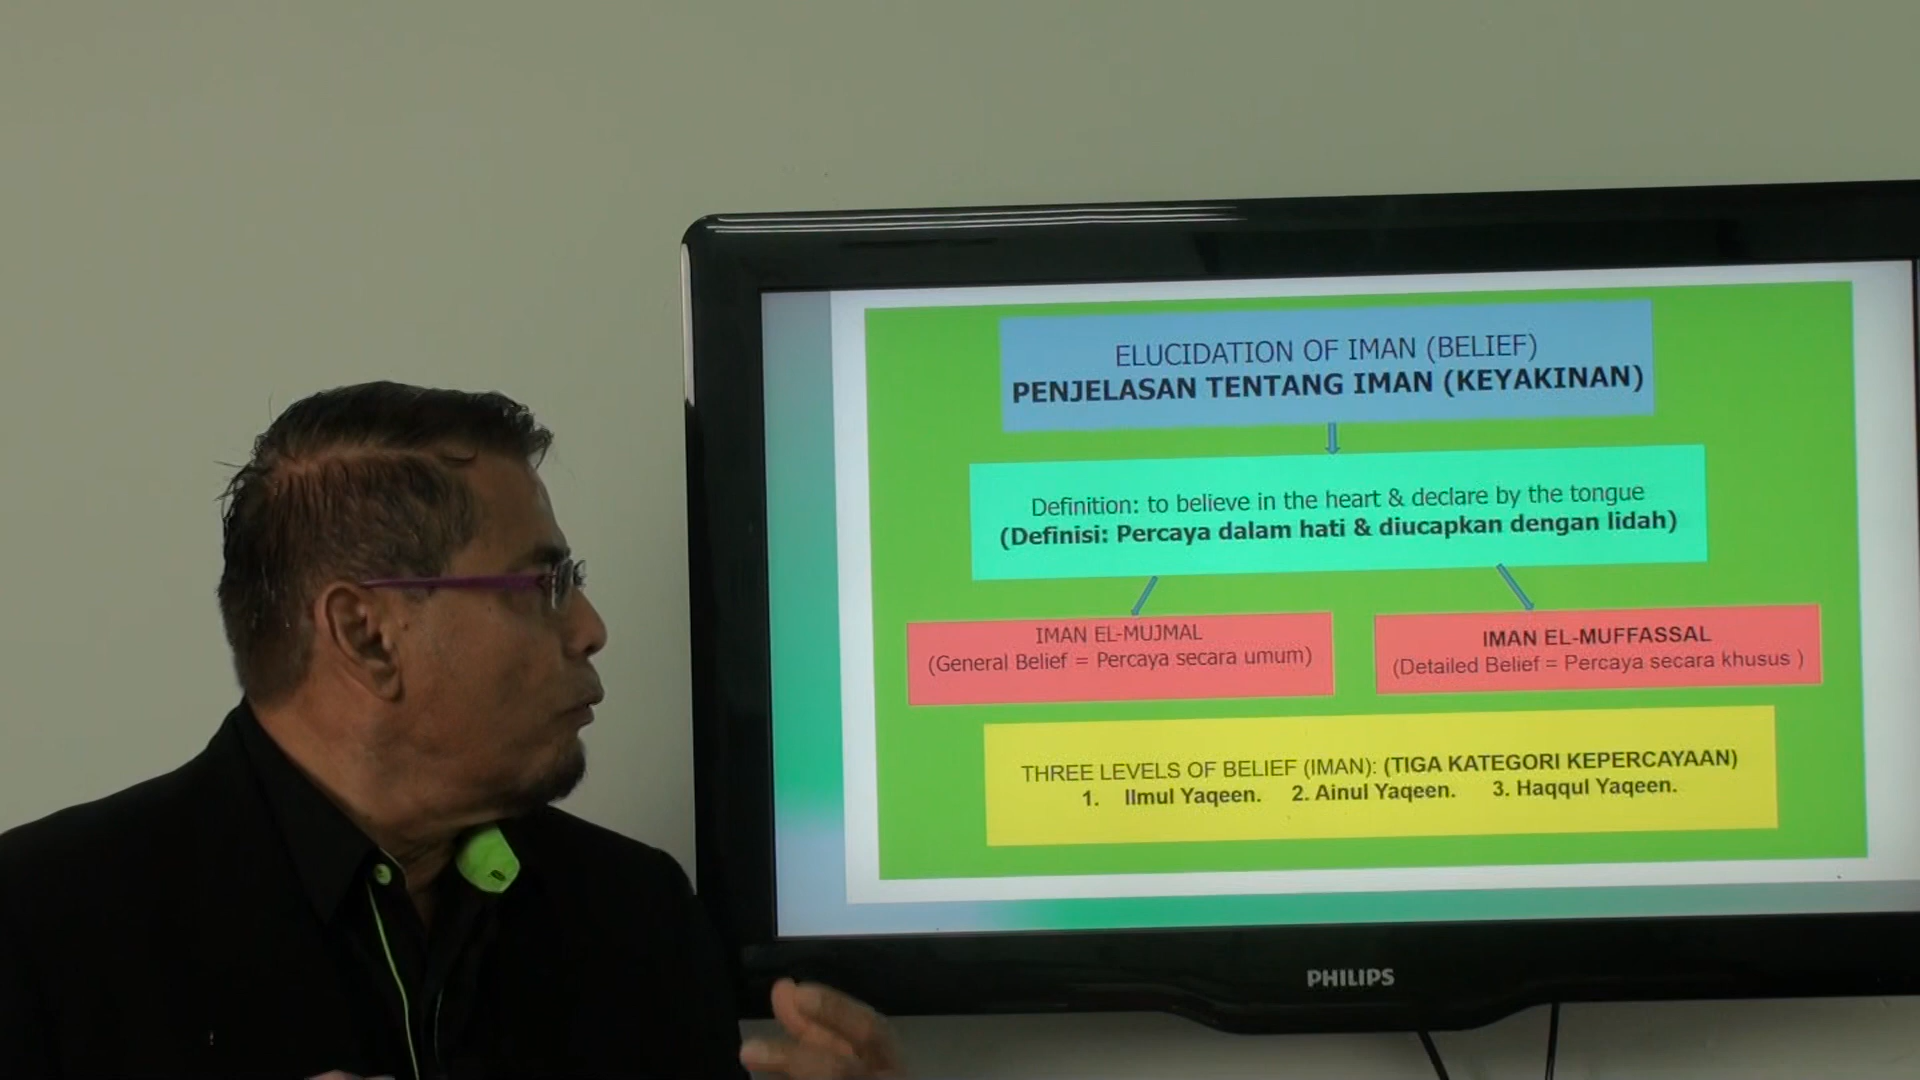 ELUCIDATION OF IMAN (BELIEF)
PENJELASAN TENTANG IMAN (KEYAKINAN)
Definition: to believe in the heart & declare by the tongue
(Definisi: Percaya dalam hati & diucapkan dengan lidah)
IMAN EL-MUJMAL
(General Belief = Percaya secara umum)
IMAN EL-MUFFASSAL
(Detailed Belief = Percaya secara khusus )
THREE LEVELS OF BELIEF (IMAN): (TIGA KATEGORI KEPERCAYAAN)
1. Ilmul Yaqeen. 2. Ainul Yaqeen. 3. Haqqul Yaqeen.
PHILIPS